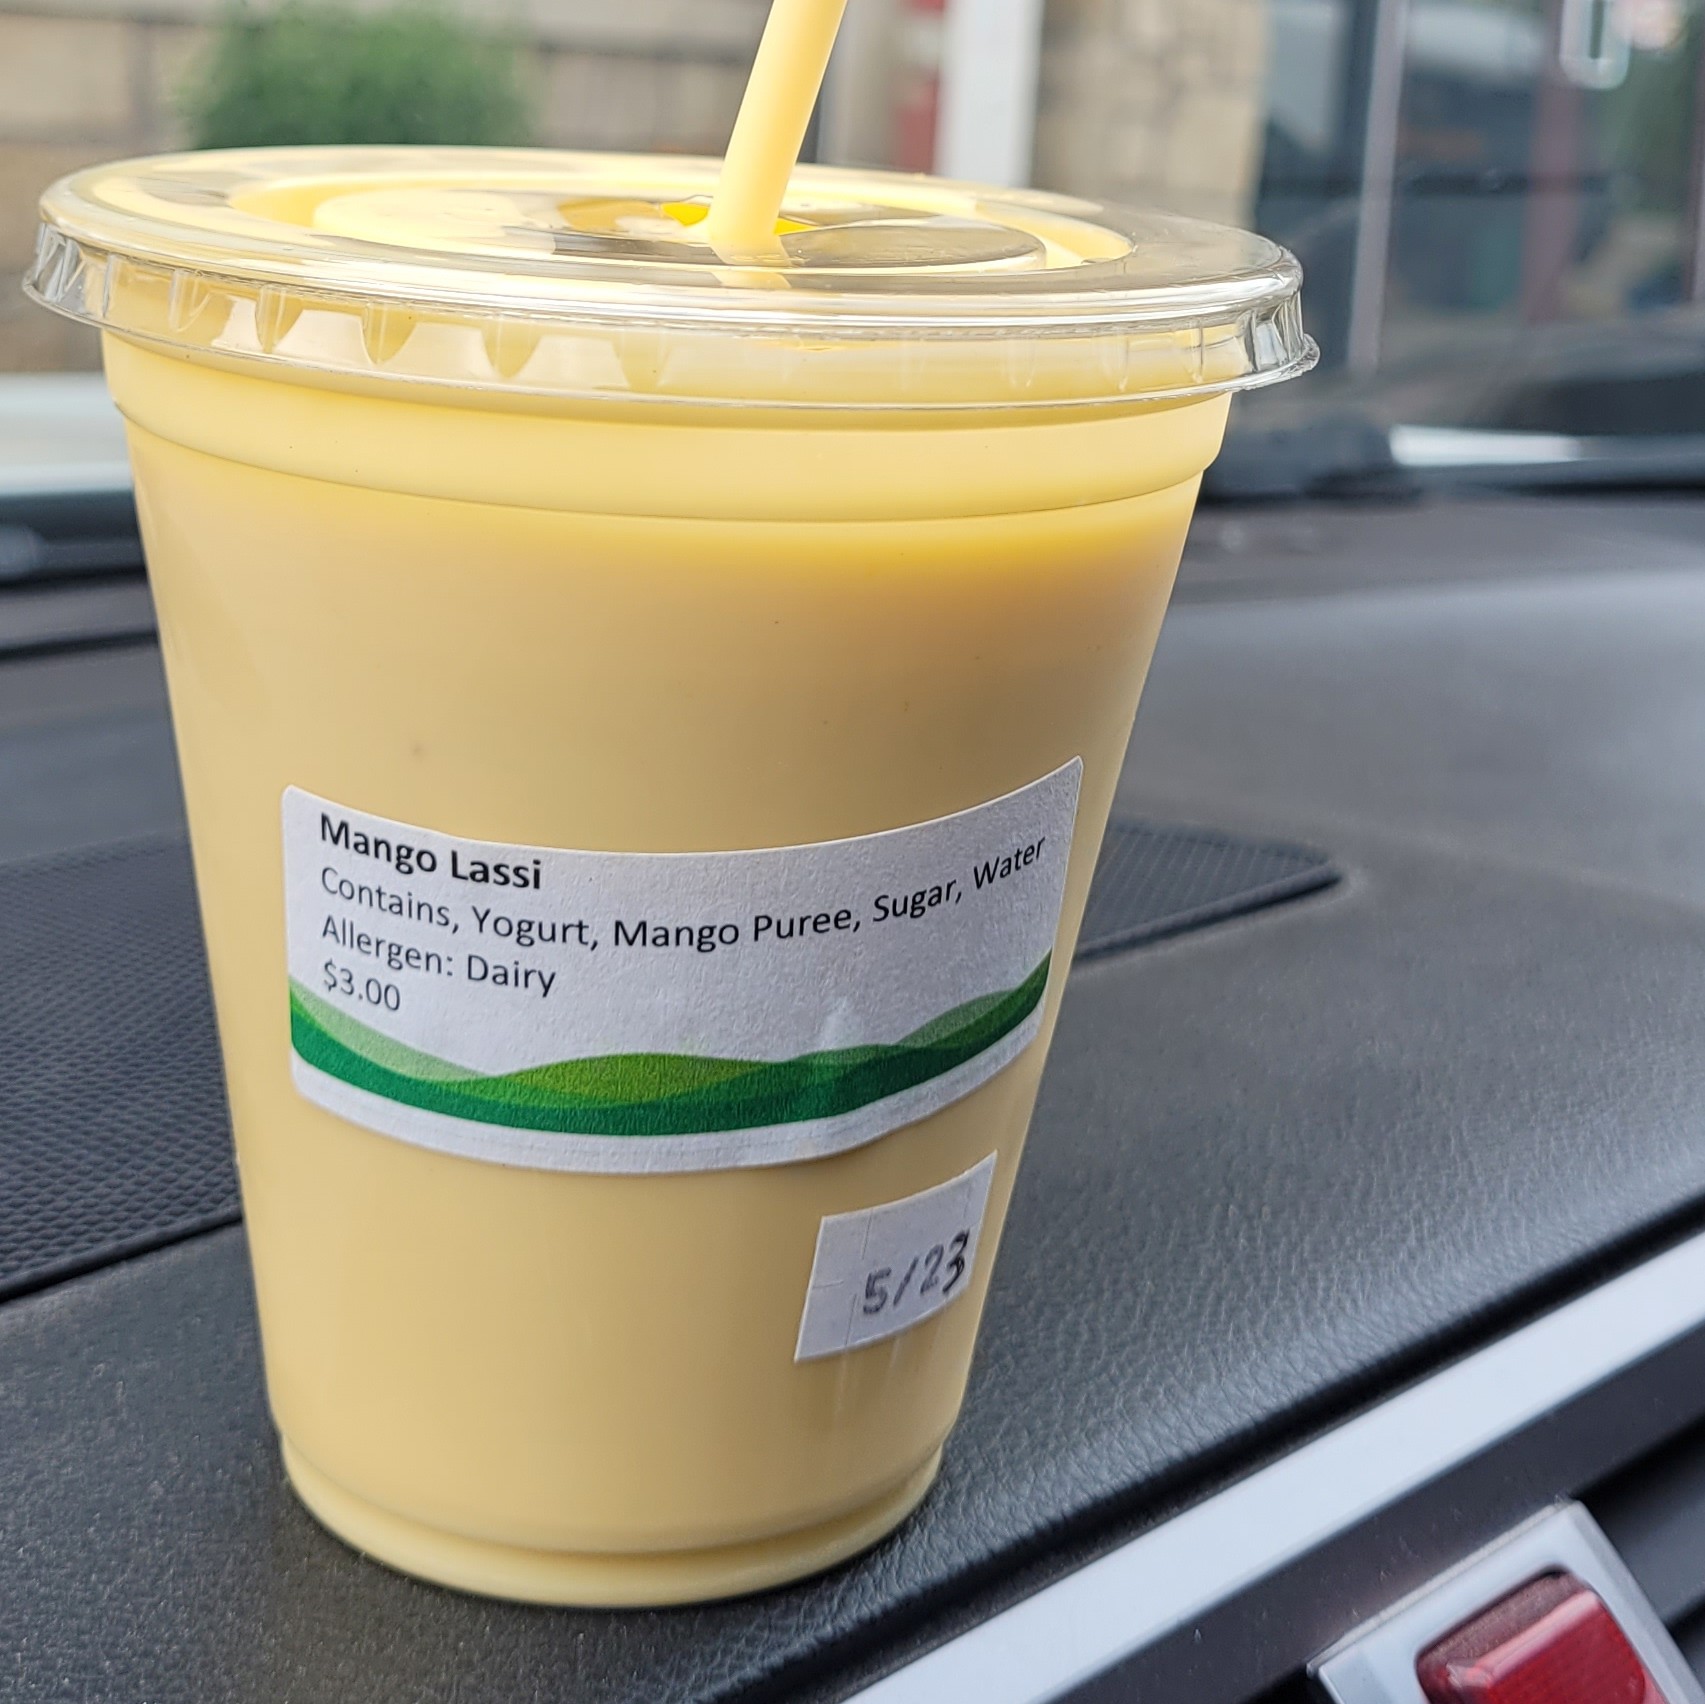 Mango Lassi
Contains, Yogurt, Mango Puree, Sugar, Water
Allergen: Dairy
$3.00
5/23